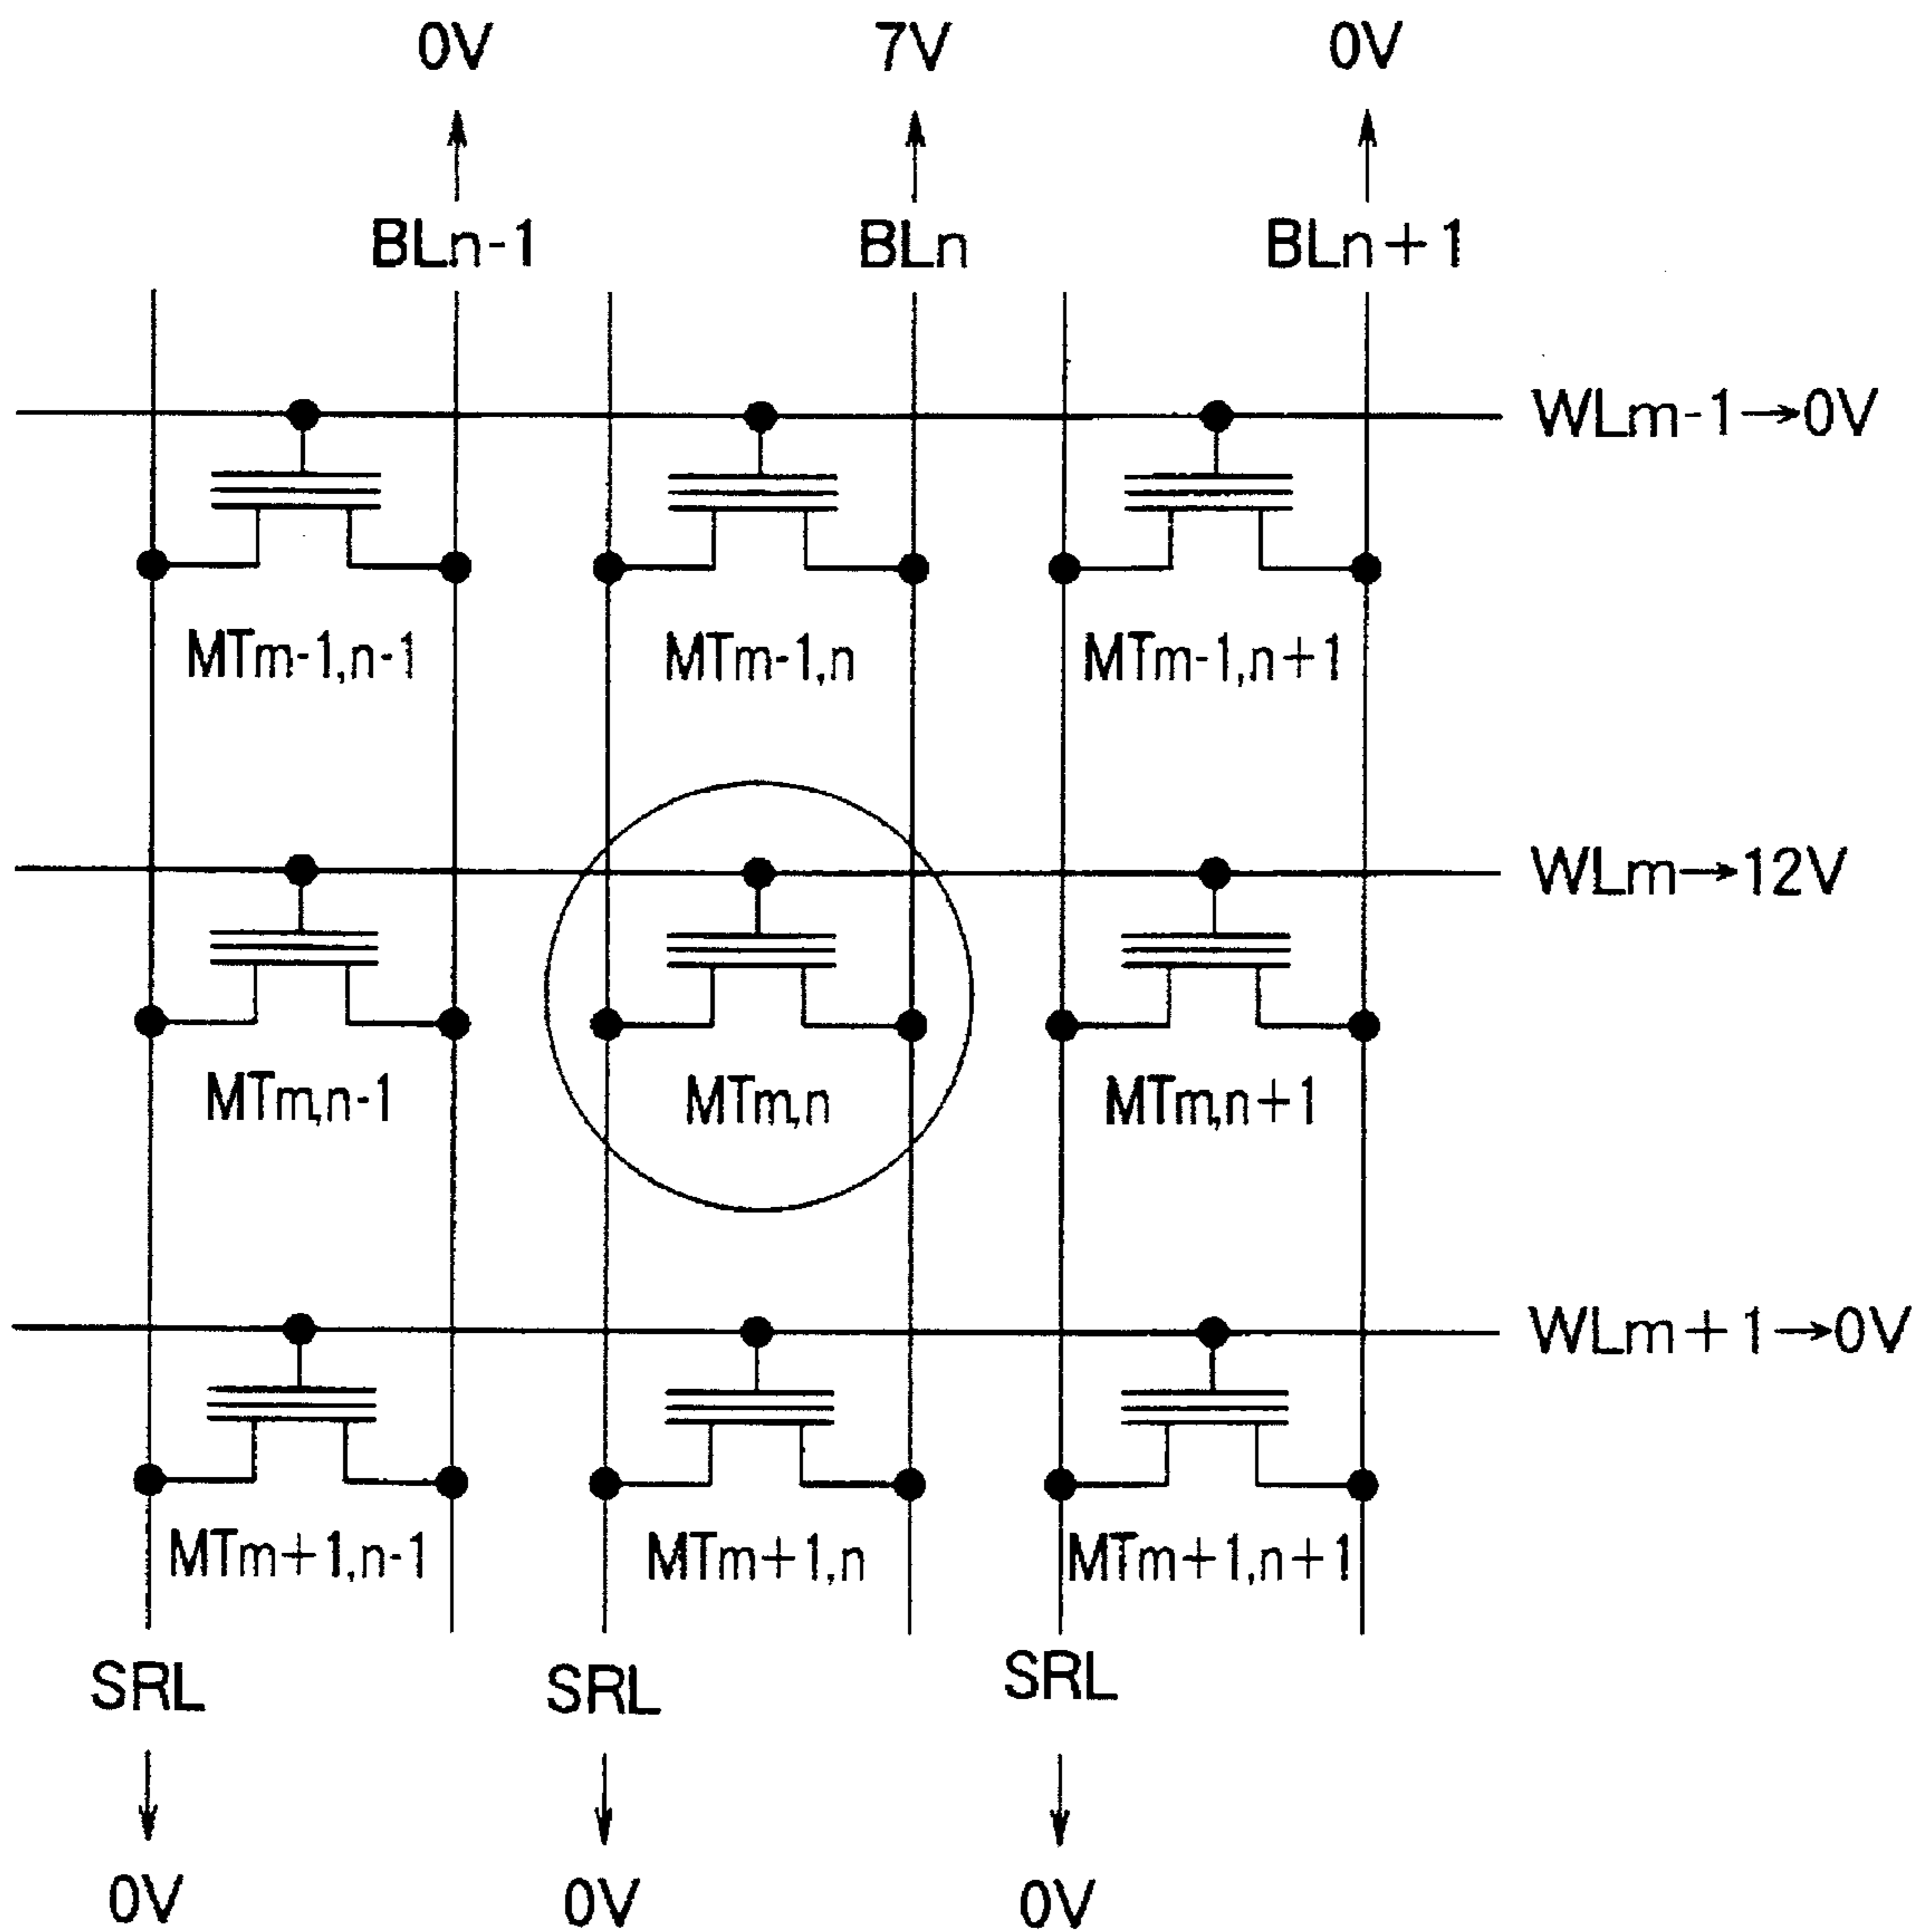 0V 7V 0V
BLn-1 BLn BLn+1
WLm-1→0V
MTm-1,n-1 MTm-1,n MTm-1,n+1
WLm→12V
MTm,n-1 MTm,n MTm,n+1
WLm+1→0V
MTm+1,n-1 MTm+1,n MTm+1,n+1
SRL SRL SRL
0V 0V 0V